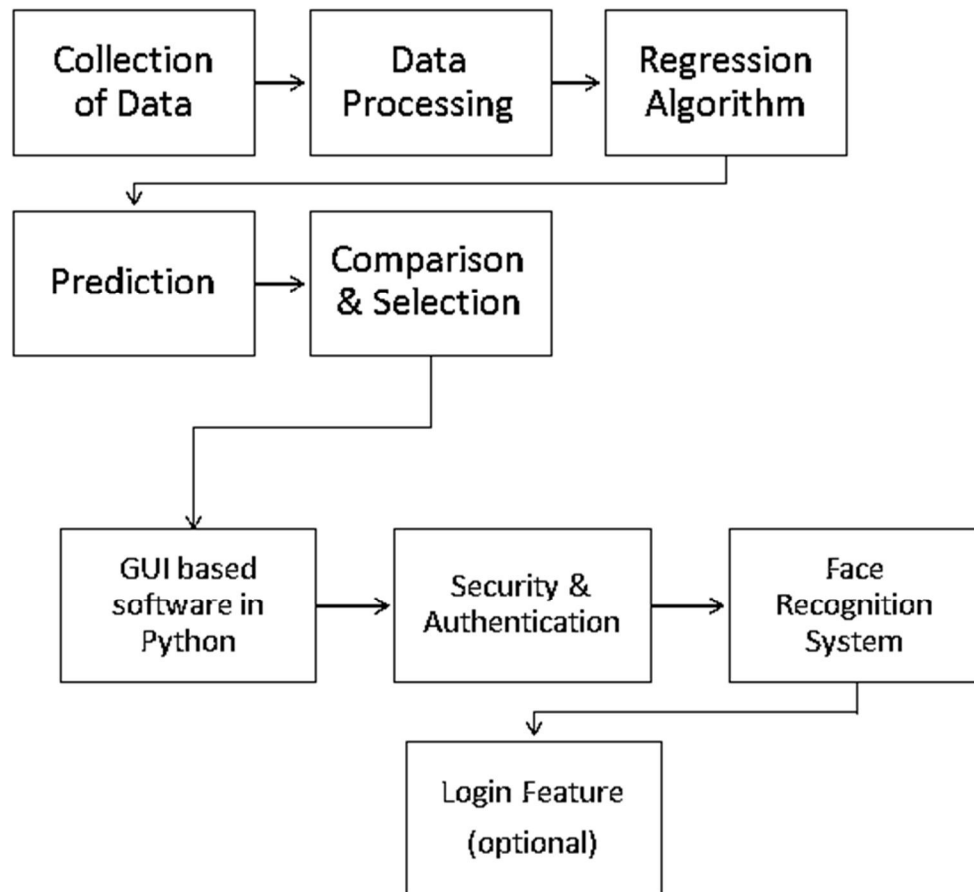 Collection
of Data
Data
Processing
Regression
Algorithm
Prediction
Comparison
& Selection
GUI based
software in
Python
Security &
Authentication
Face
Recognition
System
Login Feature
(optional)